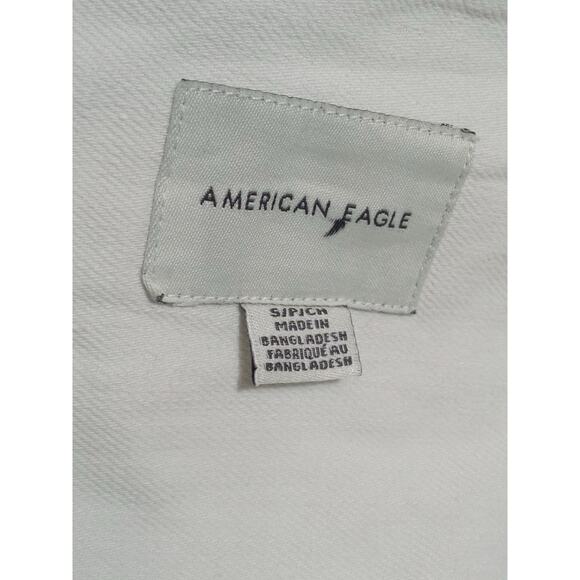 AMERICAN EAGLE
S/P/CH
MADE IN
BANGLADESH
FABRIQUÉ AU
BANGLADESH